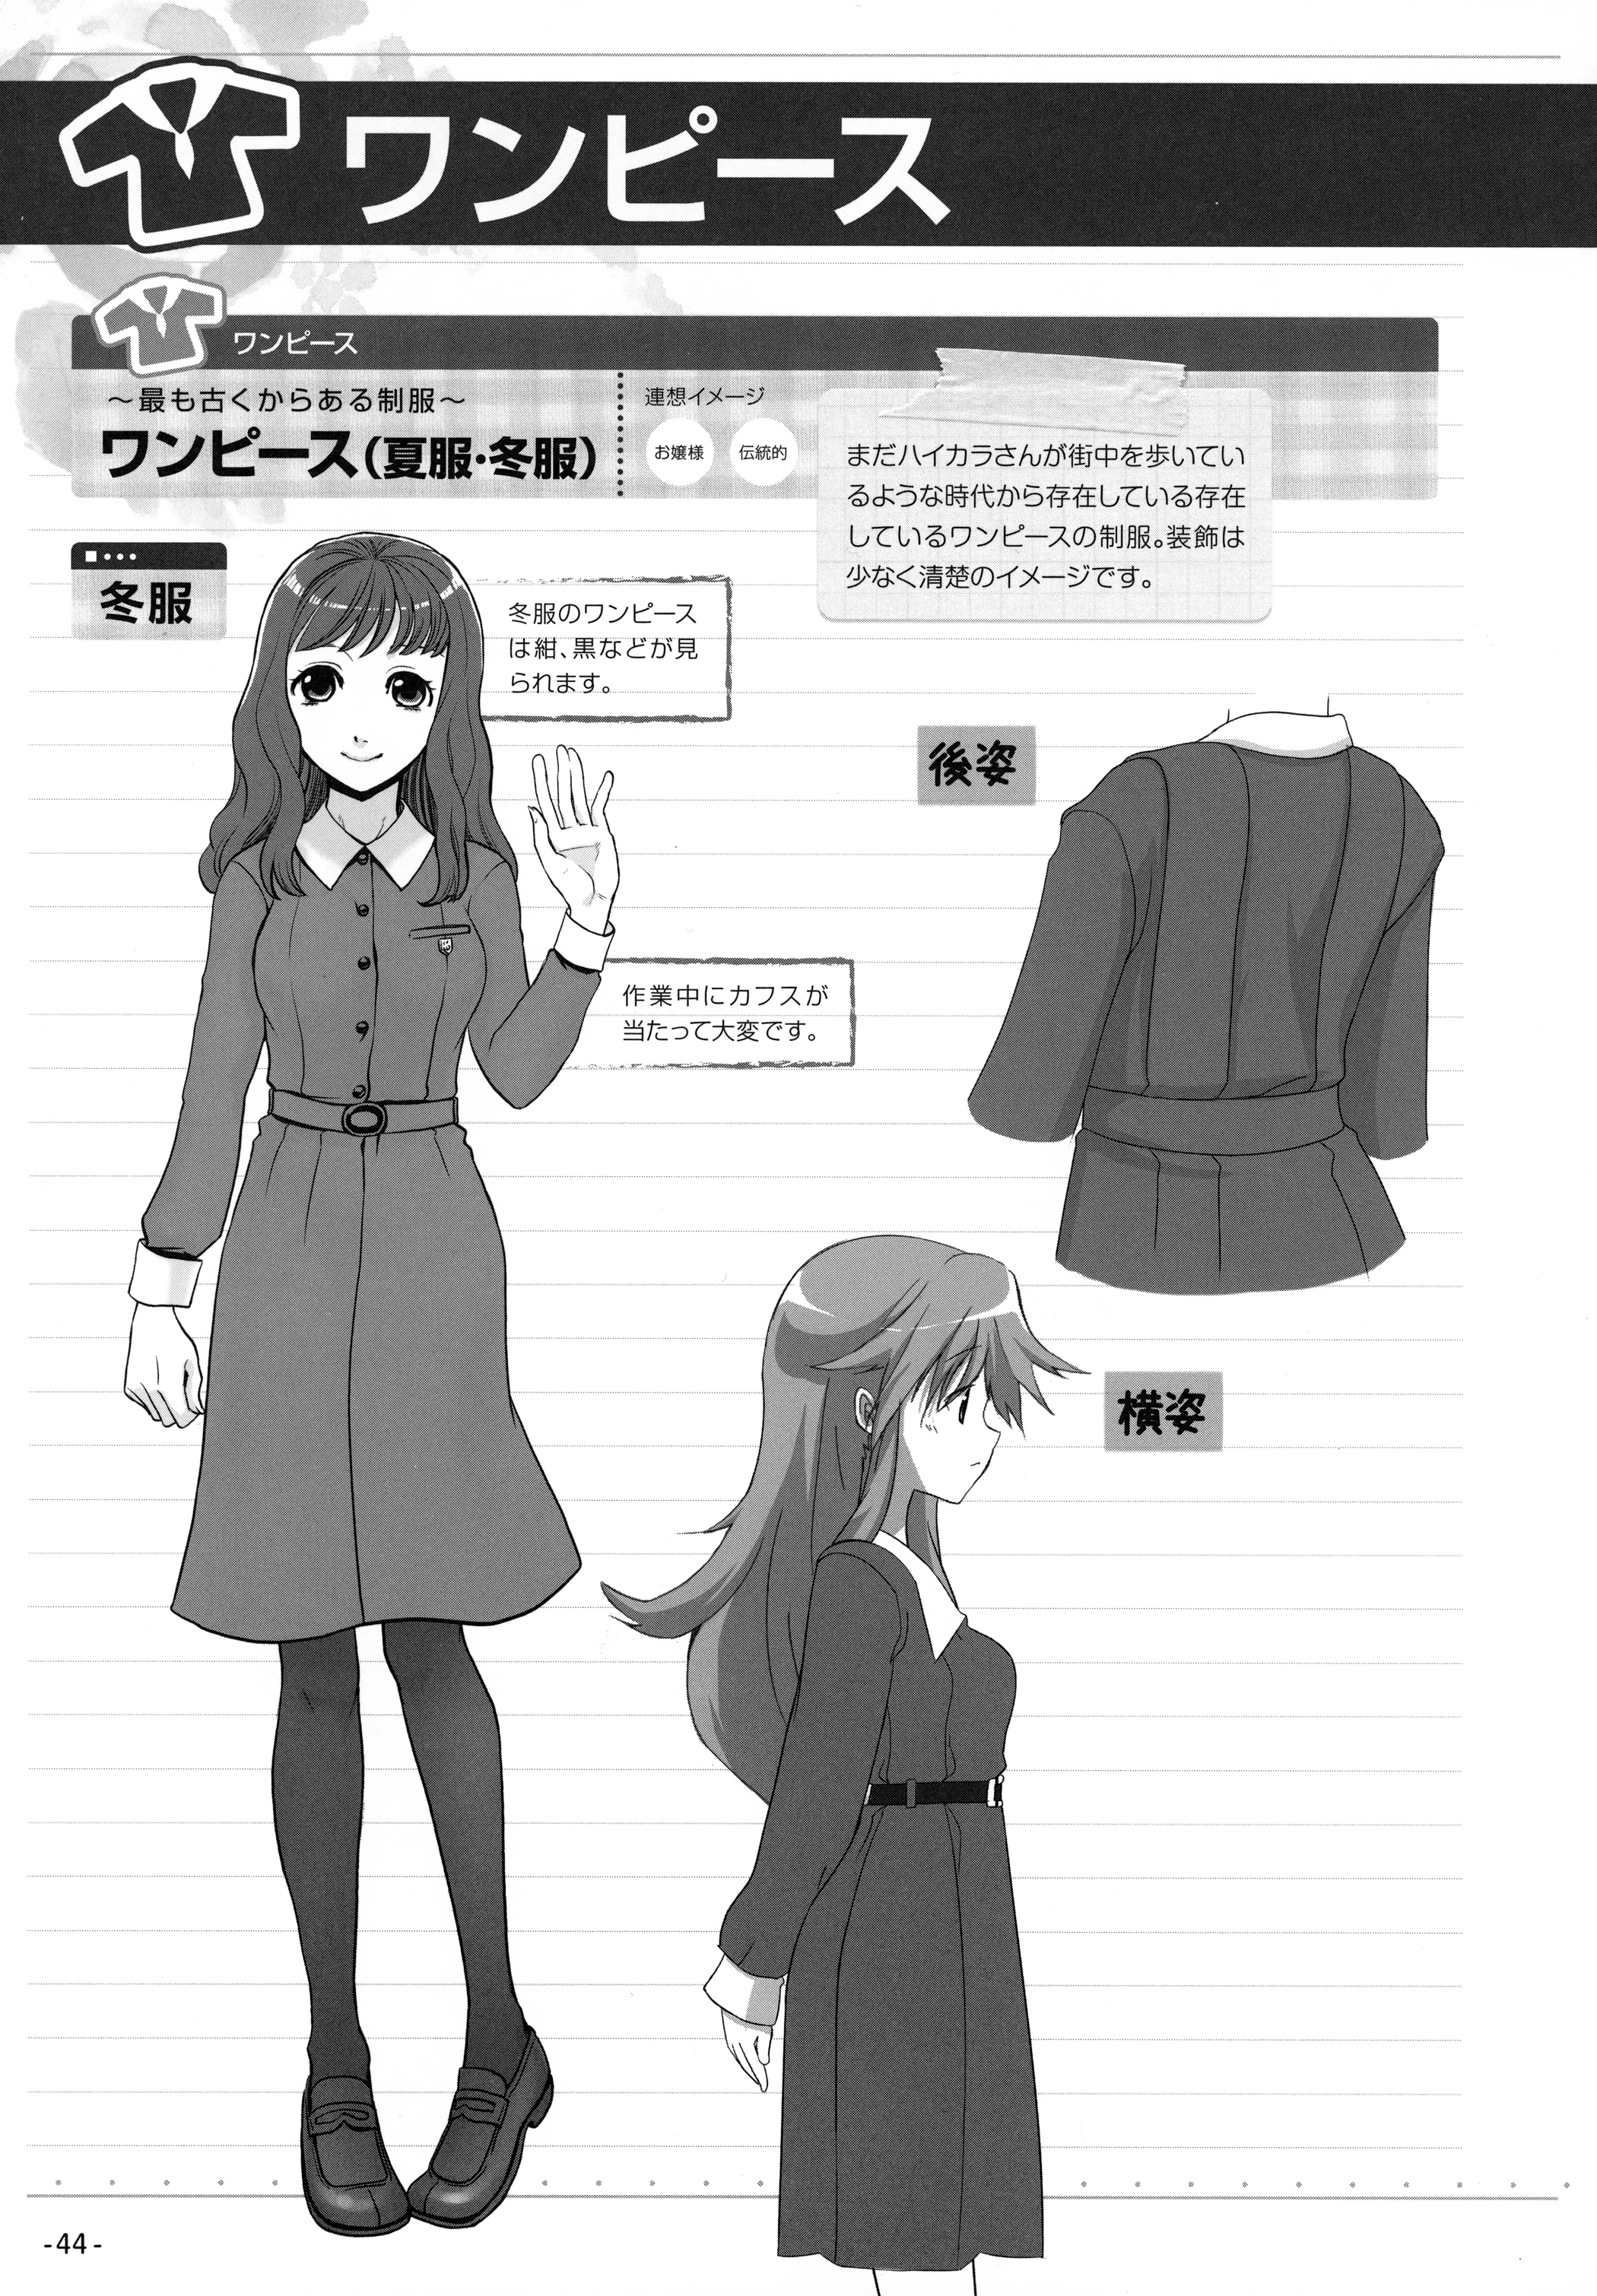 ワンピース
ワンピース
～最も古くからある制服～
ワンピース(夏服・冬服)
連想イメージ
お嬢様
伝統的
まだハイカラさんが街中を歩いてい
るような時代から存在している存在
しているワンピースの制服。装飾は
少なく清楚のイメージです。
冬服
冬服のワンピース
は紺、黒などが見
られます。
後姿
作業中にカフスが
当たって大変です。
横姿
-44-